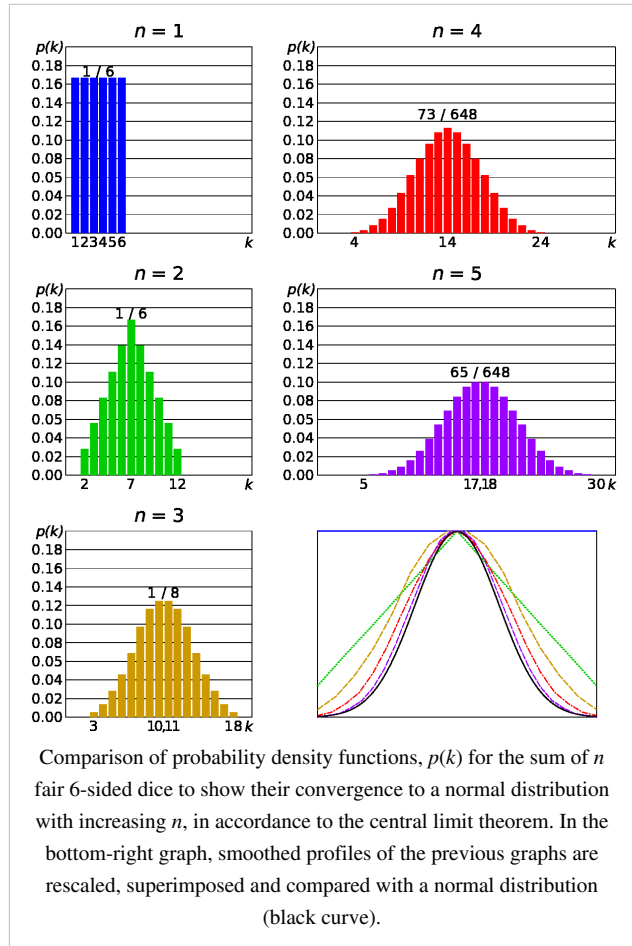 n = 1
p(k)
0.18
0.16
0.14
0.12
0.10
0.08
0.06
0.04
0.02
0.00
1 / 6
123456 k
n = 4
p(k)
0.18
0.16
0.14
0.12
0.10
0.08
0.06
0.04
0.02
0.00
73 / 648
4 14 24 k
n = 2
p(k)
0.18
0.16
0.14
0.12
0.10
0.08
0.06
0.04
0.02
0.00
1 / 6
2 7 12 k
n = 5
p(k)
0.18
0.16
0.14
0.12
0.10
0.08
0.06
0.04
0.02
0.00
65 / 648
5 17,18 30 k
n = 3
p(k)
0.18
0.16
0.14
0.12
0.10
0.08
0.06
0.04
0.02
0.00
1 / 8
3 10,11 18 k
Comparison of probability density functions, p(k) for the sum of n
fair 6-sided dice to show their convergence to a normal distribution
with increasing n, in accordance to the central limit theorem. In the
bottom-right graph, smoothed profiles of the previous graphs are
rescaled, superimposed and compared with a normal distribution
(black curve).